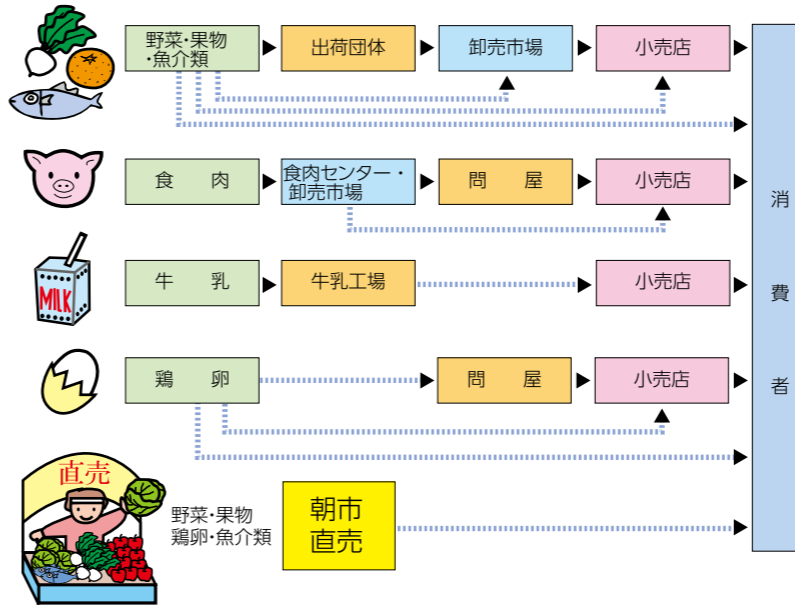 野菜・果物
・魚介類
出荷団体
卸売市場
小売店
食 肉
食肉センター・
卸売市場
問 屋
小売店
MILK
牛 乳
牛乳工場
小売店
鶏 卵
問 屋
小売店
直売
野菜・果物
鶏卵・魚介類
朝市
直売
消費者